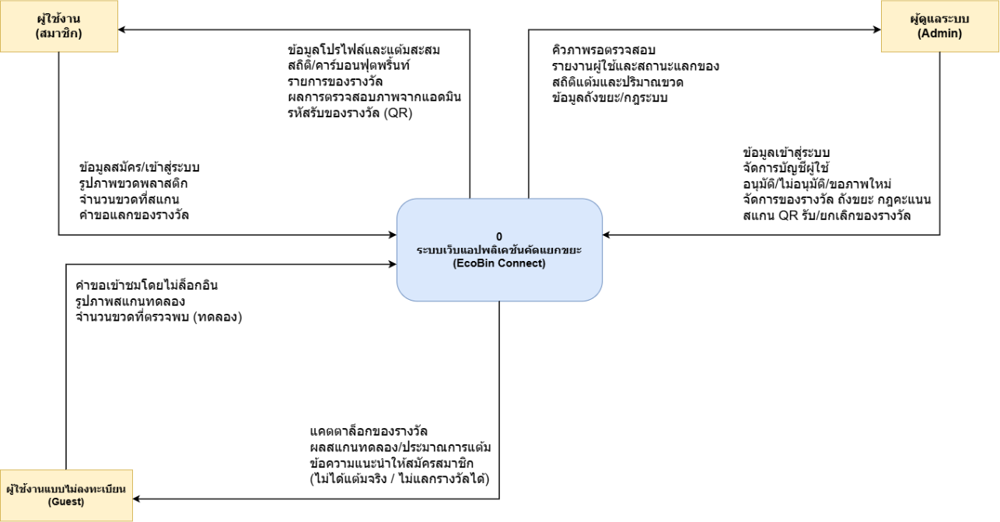 ผู้ใช้งาน
(สมาชิก)
ผู้ดูแลระบบ
(Admin)
ข้อมูลโปรไฟล์และแต้มสะสม
สถิติ/คาร์บอนฟุตพริ้นท์
รายการของรางวัล
ผลการตรวจสอบภาพจากแอดมิน
รหัสรับของรางวัล (QR)
คิวภาพรอตรวจสอบ
รายงานผู้ใช้และสถานะแลกของ
สถิติแต้มและปริมาณขวด
ข้อมูลถังขยะ/กฎระบบ
ข้อมูลสมัคร/เข้าสู่ระบบ
รูปภาพขวดพลาสติก
จำนวนขวดที่สแกน
คำขอแลกของรางวัล
ข้อมูลเข้าสู่ระบบ
จัดการบัญชีผู้ใช้
อนุมัติ/ไม่อนุมัติ/ขอภาพใหม่
จัดการของรางวัล ถังขยะ กฎคะแนน
สแกน QR รับ/ยกเลิกของรางวัล
0
ระบบเว็บแอปพลิเคชันคัดแยกขยะ
(EcoBin Connect)
คำขอเข้าชมโดยไม่ล็อกอิน
รูปภาพสแกนทดลอง
จำนวนขวดที่ตรวจพบ (ทดลอง)
แคตตาล็อกของรางวัล
ผลสแกนทดลอง/ประมาณการแต้ม
ข้อความแนะนำให้สมัครสมาชิก
(ไม่ได้แต้มจริง / ไม่แลกรางวัลได้)
ผู้ใช้งานแบบไม่ลงทะเบียน
(Guest)